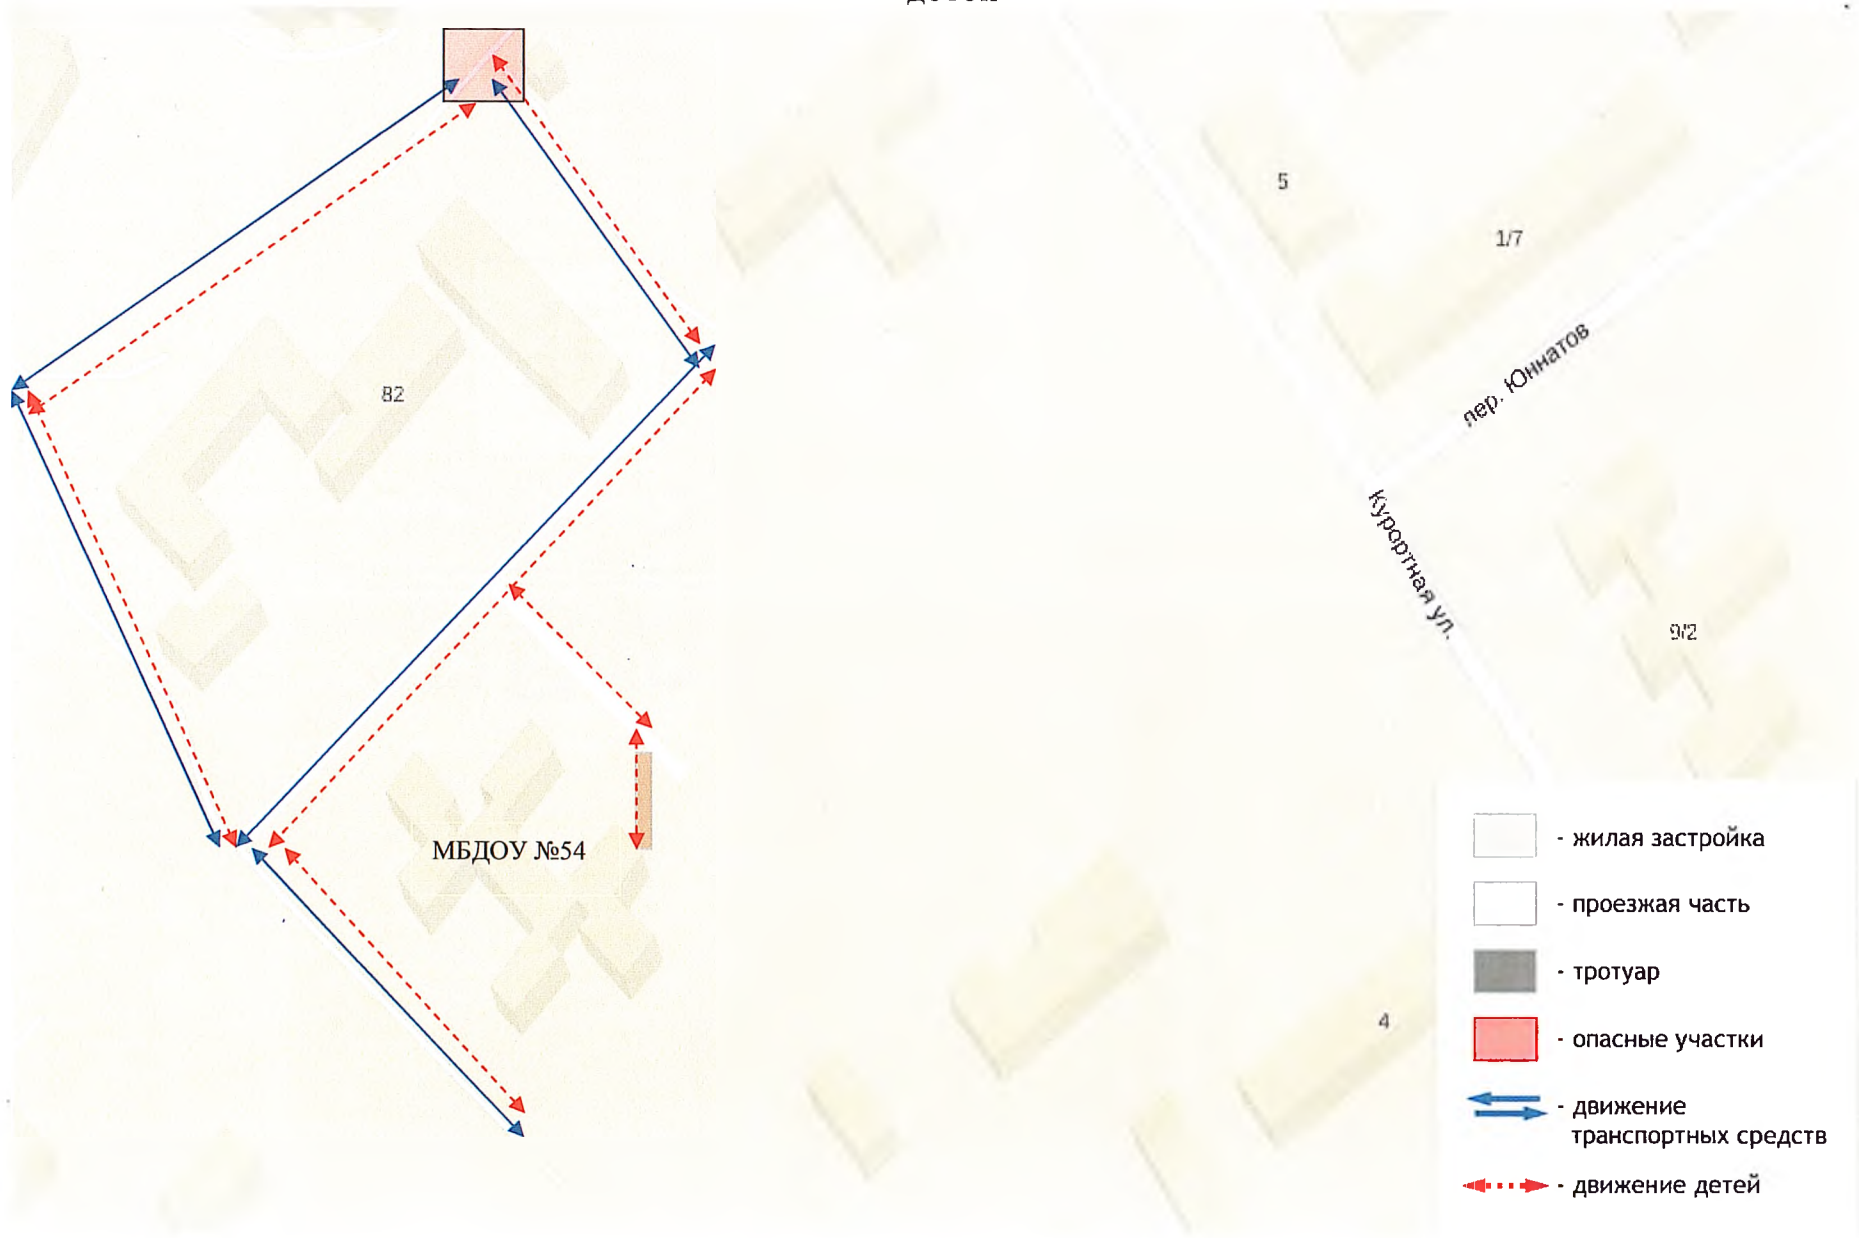 детей
5
1/7
пер. Юннатов
82
Курортная ул.
9/2
МБДОУ №54
4
- жилая застройка
- проезжая часть
- тротуар
- опасные участки
- движение
транспортных средств
- движение детей